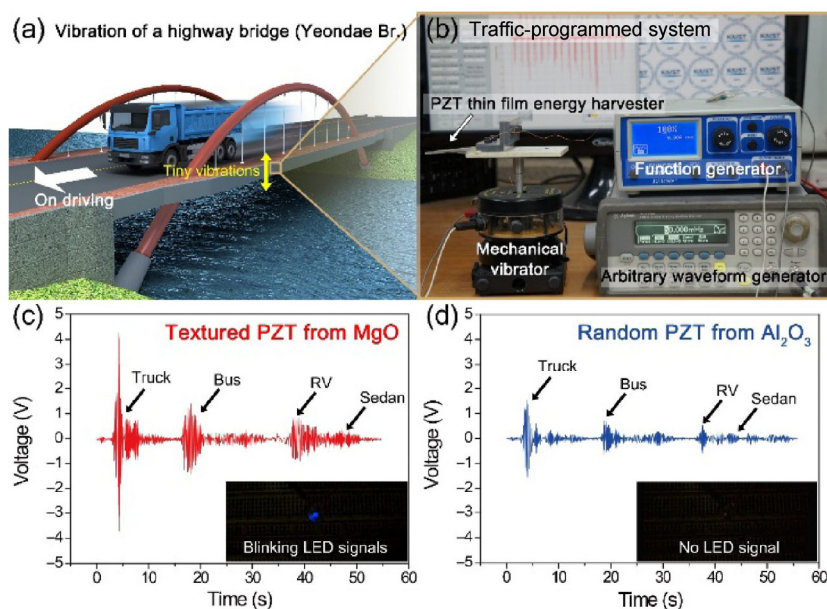 (a) Vibration of a highway bridge (Yeondae Br.)
Tiny vibrations
On driving
(b) Traffic-programmed system
KAIST
PZT thin film energy harvester
100%
Function generator
Mechanical
vibrator
Agilent
Arbitrary waveform generator
(c) Textured PZT from MgO
5
4
3
2
1
0
-1
-2
-3
-4
-5
Voltage (V)
Truck
Bus
RV
Sedan
Blinking LED signals
0 10 20 30 40 50 60
Time (s)
(d) Random PZT from Al₂O₃
5
4
3
2
1
0
-1
-2
-3
-4
-5
Voltage (V)
Truck
Bus
RV
Sedan
No LED signal
0 10 20 30 40 50 60
Time (s)